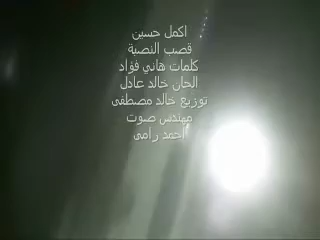 اكمل حسين
قصب النصبة
كلمات هاني فؤاد
الحان خالد عادل
توزيع خالد مصطفى
مهندس صوت
احمد رامى